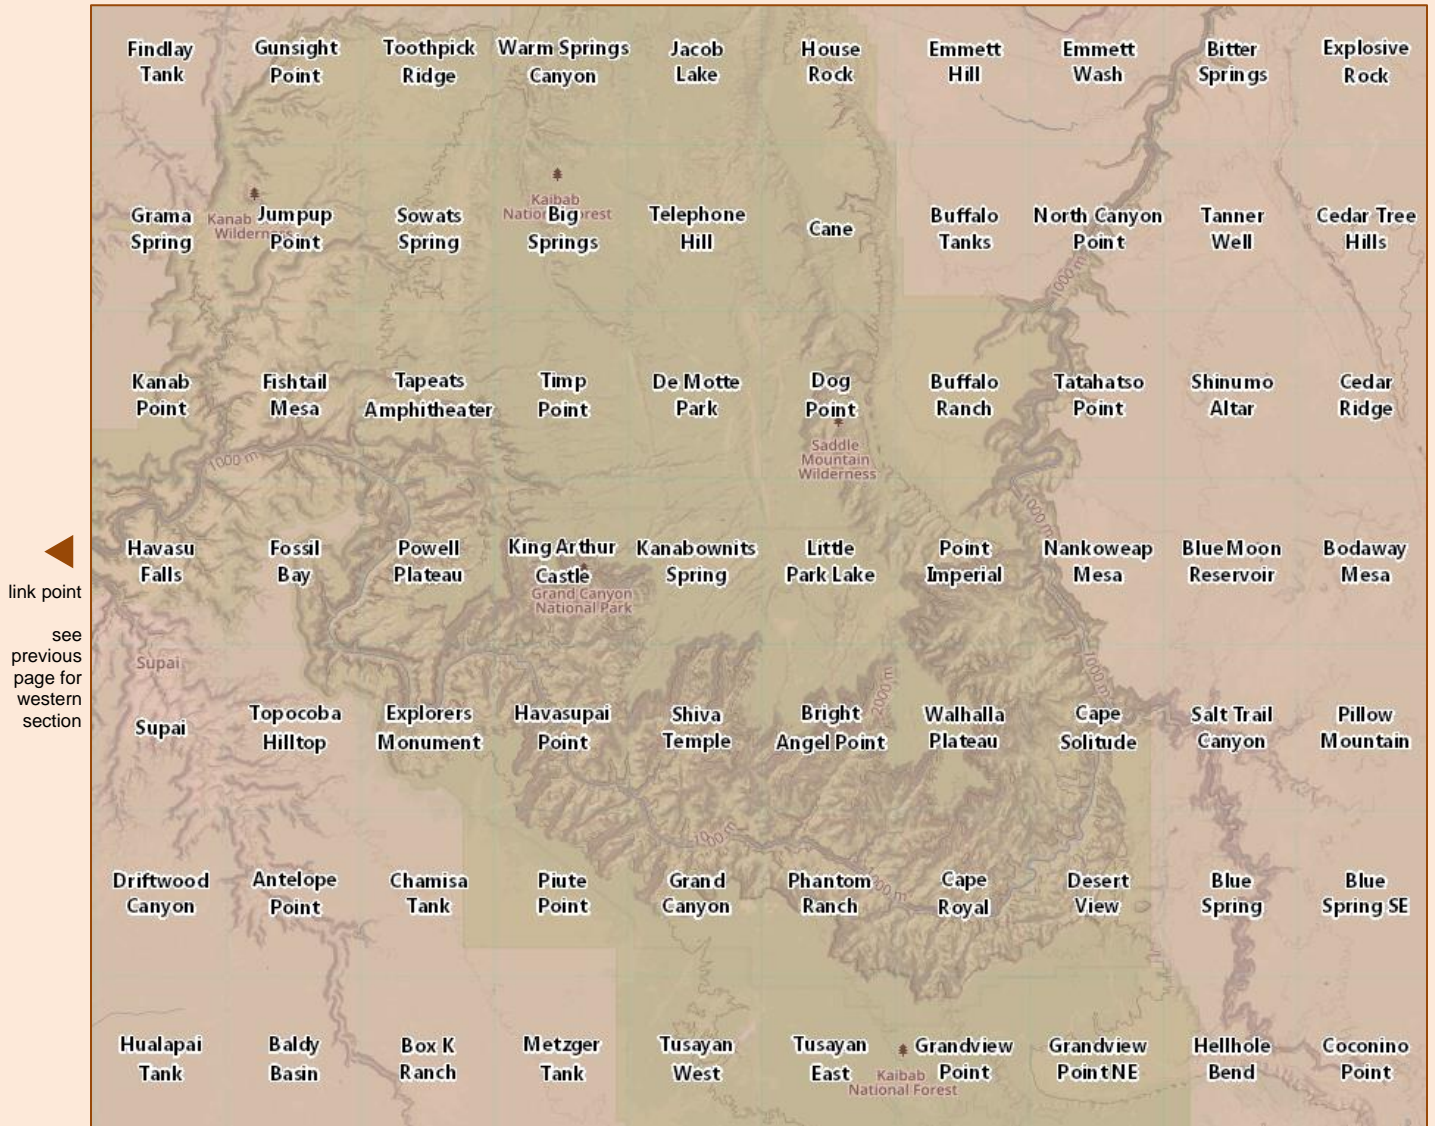 Findlay
Tank
Gunsight
Point
Toothpick
Ridge
Warm Springs
Canyon
Jacob
Lake
House
Rock
Emmett
Hill
Emmett
Wash
Bitter
Springs
Explosive
Rock
Grama
Spring
Kanab
Wilderness
Jumpup
Point
Sowats
Spring
Kaibab
National Forest
Big
Springs
Telephone
Hill
Cane
Buffalo
Tanks
North Canyon
Point
Tanner
Well
Cedar Tree
Hills
1000 m
Kanab
Point
Fishtail
Mesa
Tapeats
Amphitheater
Timp
Point
De Motte
Park
Dog
Point
Saddle
Mountain
Wilderness
Buffalo
Ranch
Tatahatso
Point
Shinumo
Altar
Cedar
Ridge
1000 m
1000 m
link point
see
previous
page for
western
section
Havasu
Falls
Fossil
Bay
Powell
Plateau
King Arthur
Castle
Grand Canyon
National Park
Kanabownits
Spring
Little
Park Lake
Point
Imperial
Nankoweap
Mesa
Blue Moon
Reservoir
Bodaway
Mesa
Supai
1000 m
2000 m
Supai
Topocoba
Hilltop
Explorers
Monument
Havasupai
Point
Shiva
Temple
Bright
Angel Point
Walhalla
Plateau
Cape
Solitude
Salt Trail
Canyon
Pillow
Mountain
1000 m
1000 m
Driftwood
Canyon
Antelope
Point
Chamisa
Tank
Piute
Point
Grand
Canyon
Phantom
Ranch
Cape
Royal
Desert
View
Blue
Spring
Blue
Spring SE
Hualapai
Tank
Baldy
Basin
Box K
Ranch
Metzger
Tank
Tusayan
West
Tusayan
East
Kaibab
National Forest
Grandview
Point
Grandview
Point NE
Hellhole
Bend
Coconino
Point